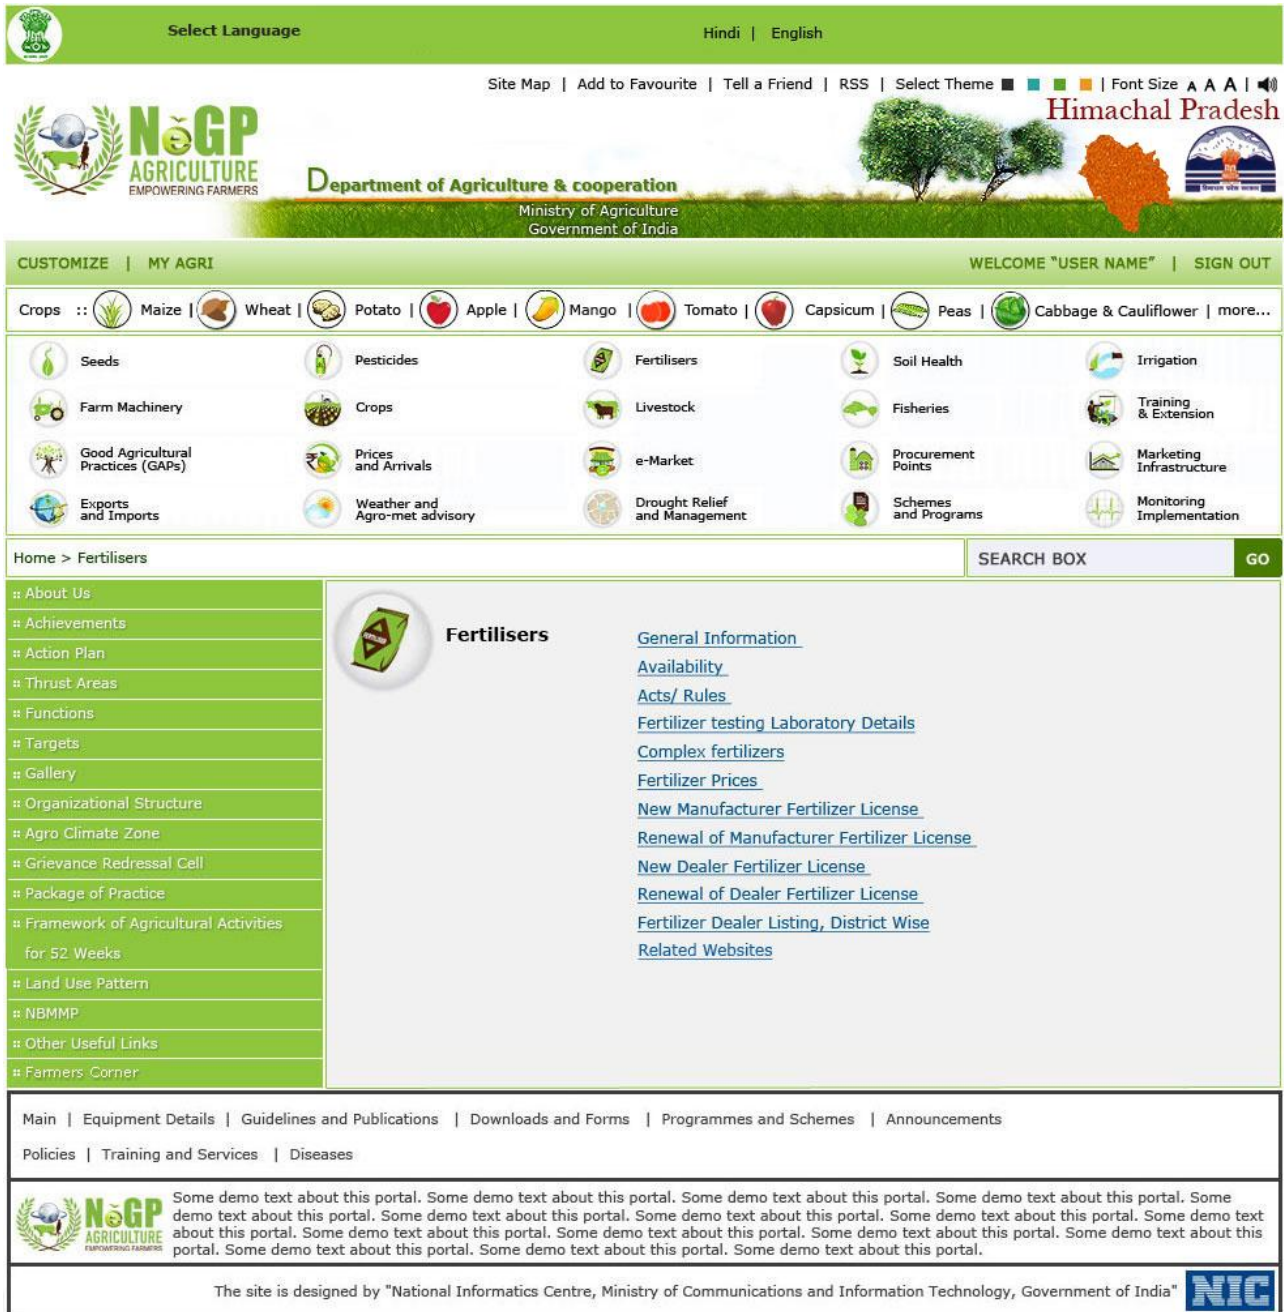 Select Language
Hindi | English
Site Map | Add to Favourite | Tell a Friend | RSS | Select Theme | Font Size A A A |
Himachal Pradesh
NeGP
AGRICULTURE
EMPOWERING FARMERS
Department of Agriculture & cooperation
Ministry of Agriculture
Government of India
CUSTOMIZE | MY AGRI
WELCOME "USER NAME" | SIGN OUT
Crops :: Maize | Wheat | Potato | Apple | Mango | Tomato | Capsicum | Peas | Cabbage & Cauliflower | more...
Seeds
Pesticides
Fertilisers
Soil Health
Irrigation
Farm Machinery
Crops
Livestock
Fisheries
Training
& Extension
Good Agricultural
Practices (GAPs)
Prices
and Arrivals
e-Market
Procurement
Points
Marketing
Infrastructure
Exports
and Imports
Weather and
Agro-met advisory
Drought Relief
and Management
Schemes
and Programs
Monitoring
Implementation
Home > Fertilisers
SEARCH BOX
GO
:: About Us
:: Achievements
:: Action Plan
:: Thrust Areas
:: Functions
:: Targets
:: Gallery
:: Organizational Structure
:: Agro Climate Zone
:: Grievance Redressal Cell
:: Package of Practice
:: Framework of Agricultural Activities
for 52 Weeks
:: Land Use Pattern
:: NBMMP
:: Other Useful Links
:: Farmers Corner
Fertilisers
General Information
Availability
Acts/ Rules
Fertilizer testing Laboratory Details
Complex fertilizers
Fertilizer Prices
New Manufacturer Fertilizer License
Renewal of Manufacturer Fertilizer License
New Dealer Fertilizer License
Renewal of Dealer Fertilizer License
Fertilizer Dealer Listing, District Wise
Related Websites
Main | Equipment Details | Guidelines and Publications | Downloads and Forms | Programmes and Schemes | Announcements
Policies | Training and Services | Diseases
NeGP
AGRICULTURE
EMPOWERING FARMERS
Some demo text about this portal. Some demo text about this portal. Some demo text about this portal. Some demo text about this portal. Some
demo text about this portal. Some demo text about this portal. Some demo text about this portal. Some demo text about this portal. Some demo text
about this portal. Some demo text about this portal. Some demo text about this portal. Some demo text about this portal. Some demo text about this
portal. Some demo text about this portal. Some demo text about this portal. Some demo text about this portal.
The site is designed by "National Informatics Centre, Ministry of Communications and Information Technology, Government of India"
NIC